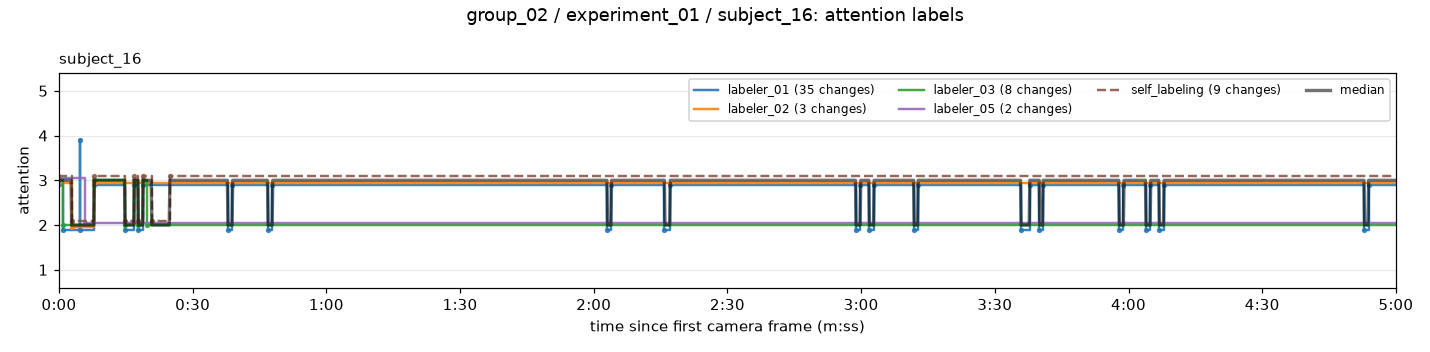 group_02 / experiment_01 / subject_16: attention labels
subject_16
labeler_01 (35 changes)
labeler_02 (3 changes)
labeler_03 (8 changes)
labeler_05 (2 changes)
self_labeling (9 changes)
median
attention
5
4
3
2
1
0:00 0:30 1:00 1:30 2:00 2:30 3:00 3:30 4:00 4:30 5:00
time since first camera frame (m:ss)